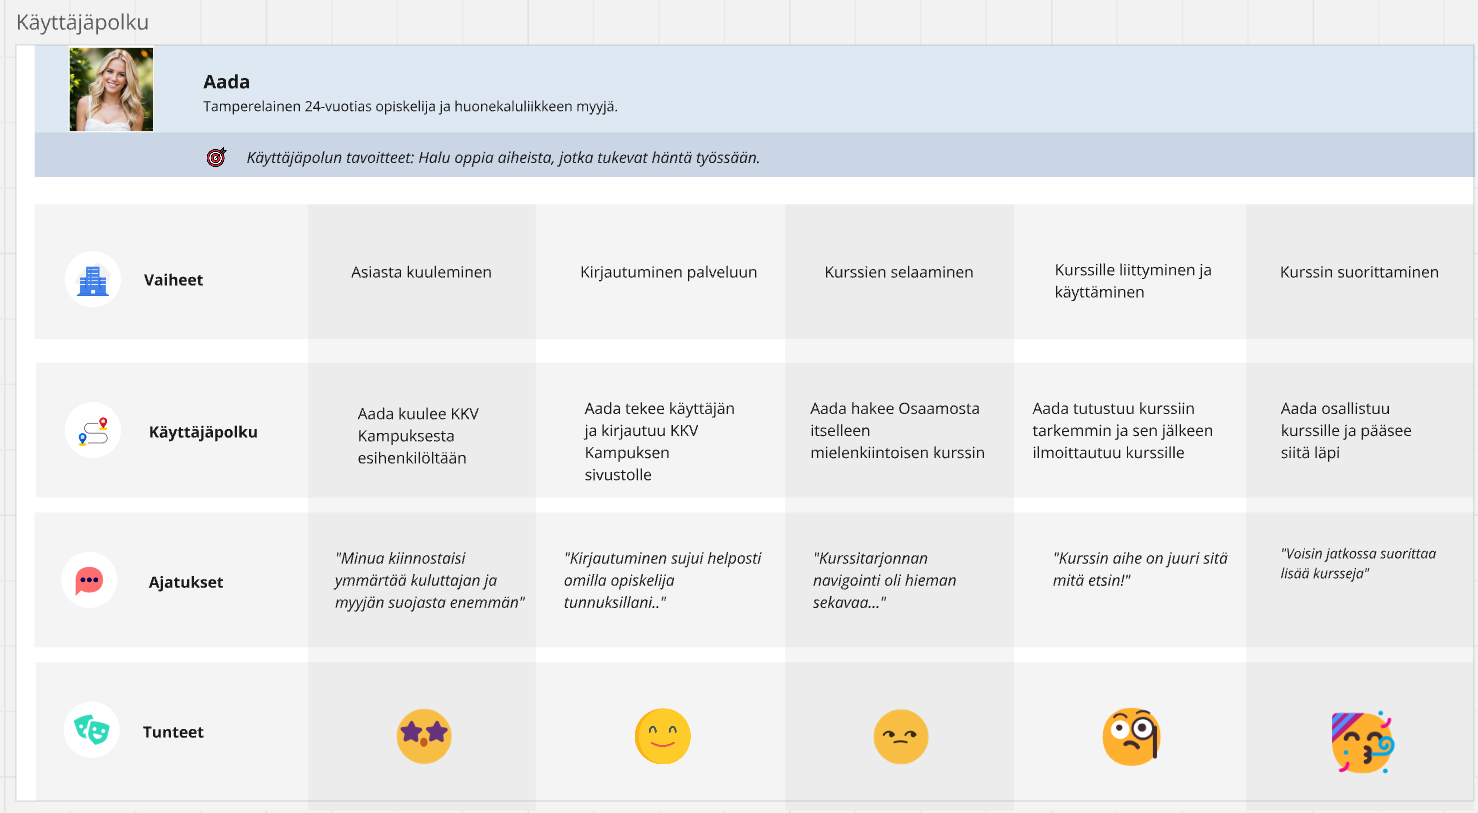 Käyttäjäpolku
Aada
Tamperelainen 24-vuotias opiskelija ja huonekaluliikkeen myyjä.
Käyttäjäpolun tavoitteet: Halu oppia aiheista, jotka tukevat häntä työssään.
Vaiheet
Asiasta kuuleminen
Kirjautuminen palveluun
Kurssien selaaminen
Kurssille liittyminen ja
käyttäminen
Kurssin suorittaminen
Käyttäjäpolku
Aada kuulee KKV
Kampuksesta
esihenkilöltään
Aada tekee käyttäjän
ja kirjautuu KKV
Kampuksen
sivustolle
Aada hakee Osaamosta
itselleen
mielenkiintoisen kurssin
Aada tutustuu kurssiin
tarkemmin ja sen jälkeen
ilmoittautuu kurssille
Aada osallistuu
kurssille ja pääsee
siitä läpi
Ajatukset
"Minua kiinnostaisi
ymmärtää kuluttajan ja
myyjän suojasta enemmän"
"Kirjautuminen sujui helposti
omilla opiskelija
tunnuksillani.."
"Kurssitarjonnan
navigointi oli hieman
sekavaa..."
"Kurssin aihe on juuri sitä
mitä etsin!"
"Voisin jatkossa suorittaa
lisää kursseja"
Tunteet